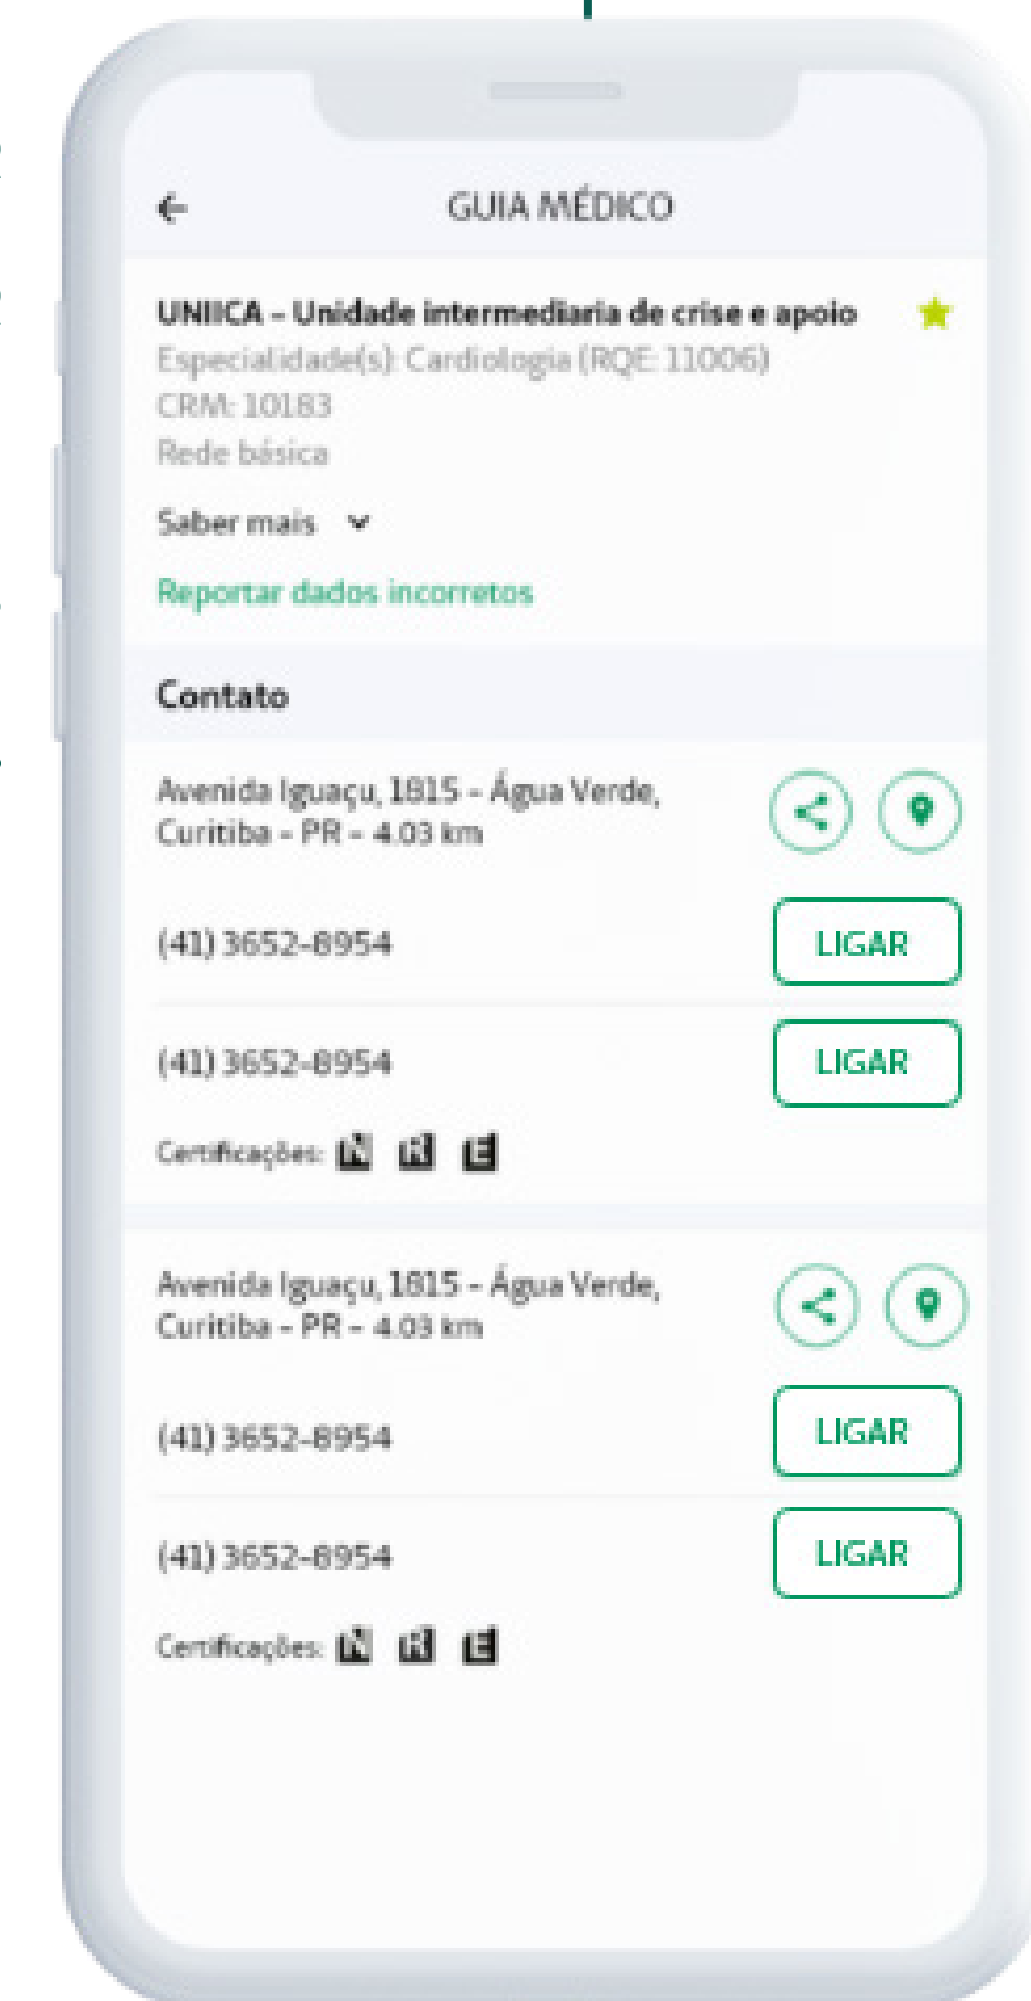 GUIA MÉDICO
UNIICA – Unidade intermediaria de crise e apoio
Especialidade(s): Cardiologia (RQE: 11006)
CRM: 10183
Rede básica
Saber mais
Reportar dados incorretos
Contato
Avenida Iguaçu, 1815 – Água Verde,
Curitiba – PR – 4.03 km
(41) 3652-8954 LIGAR
(41) 3652-8954 LIGAR
Certificações: N R E
Avenida Iguaçu, 1815 – Água Verde,
Curitiba – PR – 4.03 km
(41) 3652-8954 LIGAR
(41) 3652-8954 LIGAR
Certificações: N R E